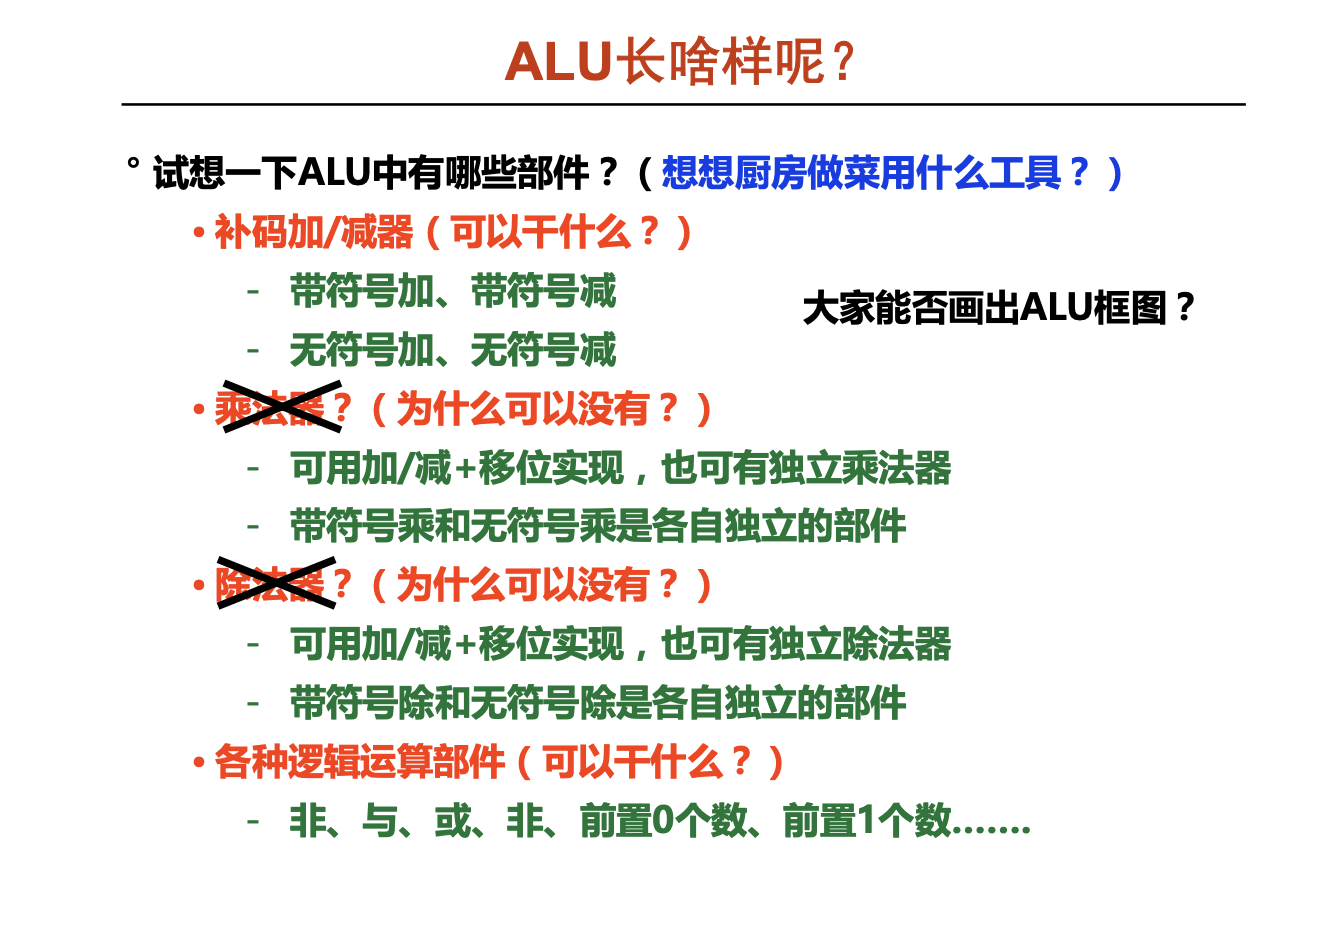 ALU长啥样呢？
° 试想一下ALU中有哪些部件？（想想厨房做菜用什么工具？）
• 补码加/减器（可以干什么？）
- 带符号加、带符号减
大家能否画出ALU框图？
- 无符号加、无符号减
• 乘法器？（为什么可以没有？）
- 可用加/减+移位实现，也可有独立乘法器
- 带符号乘和无符号乘是各自独立的部件
• 除法器？（为什么可以没有？）
- 可用加/减+移位实现，也可有独立除法器
- 带符号除和无符号除是各自独立的部件
• 各种逻辑运算部件（可以干什么？）
- 非、与、或、非、前置0个数、前置1个数.......